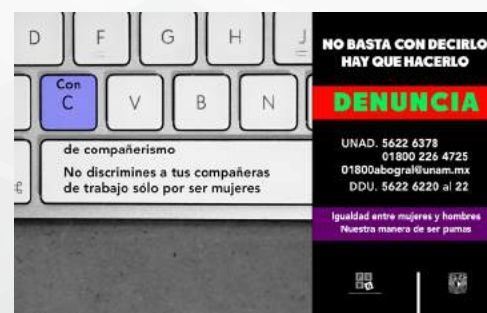 D F G H J
Con
C V B N
de compañerismo
No discrimines a tus compañeras
de trabajo sólo por ser mujeres
⌘
NO BASTA CON DECIRLO
HAY QUE HACERLO
DENUNCIA
UNAD. 5622 6378
01800 226 4725
01800abogral@unam.mx
DDU. 5622 6220 al 22
Igualdad entre mujeres y hombres
Nuestra manera de ser pumas